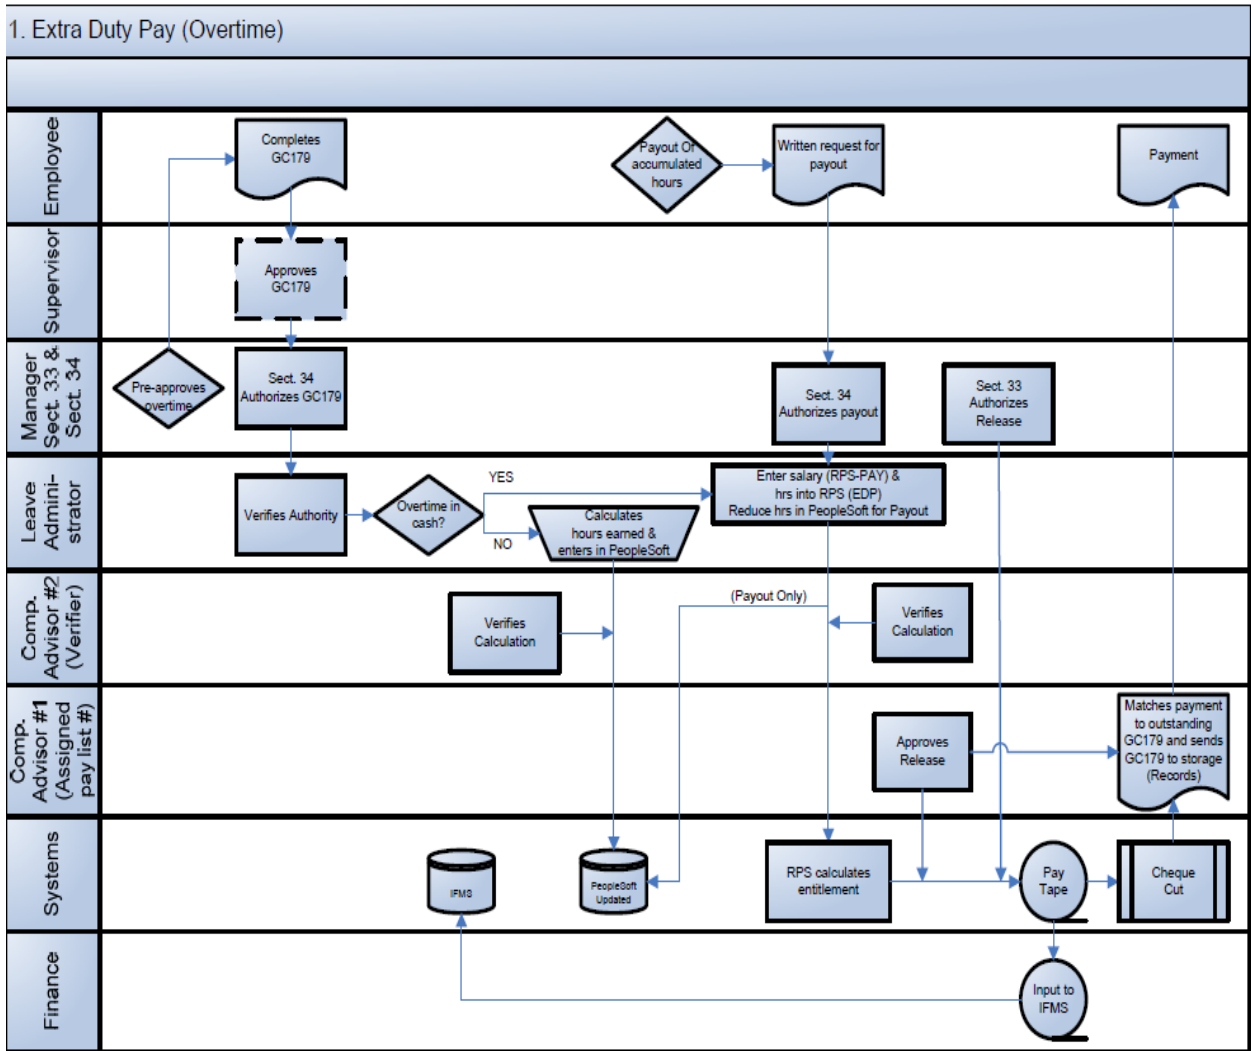 1. Extra Duty Pay (Overtime)
Employee
Completes
GC179
Payout Of
accumulated
hours
Written request for
payout
Payment
Supervisor
Approves
GC179
Manager
Sect. 33 &
Sect. 34
Pre-approves
overtime
Sect. 34
Authorizes GC179
Sect. 34
Authorizes payout
Sect. 33
Authorizes
Release
Leave
Admini-
strator
Verifies Authority
Overtime in
cash?
YES
NO
Calculates
hours earned &
enters in PeopleSoft
Enter salary (RPS-PAY) &
hrs into RPS (EDP)
Reduce hrs in PeopleSoft for Payout
Comp.
Advisor #2
(Verifier)
Verifies
Calculation
(Payout Only)
Verifies
Calculation
Comp.
Advisor #1
(Assigned
pay list #)
Approves
Release
Matches payment
to outstanding
GC179 and sends
GC179 to storage
(Records)
Systems
IFMS
PeopleSoft
Updated
RPS calculates
entitlement
Pay
Tape
Cheque
Cut
Finance
Input to
IFMS